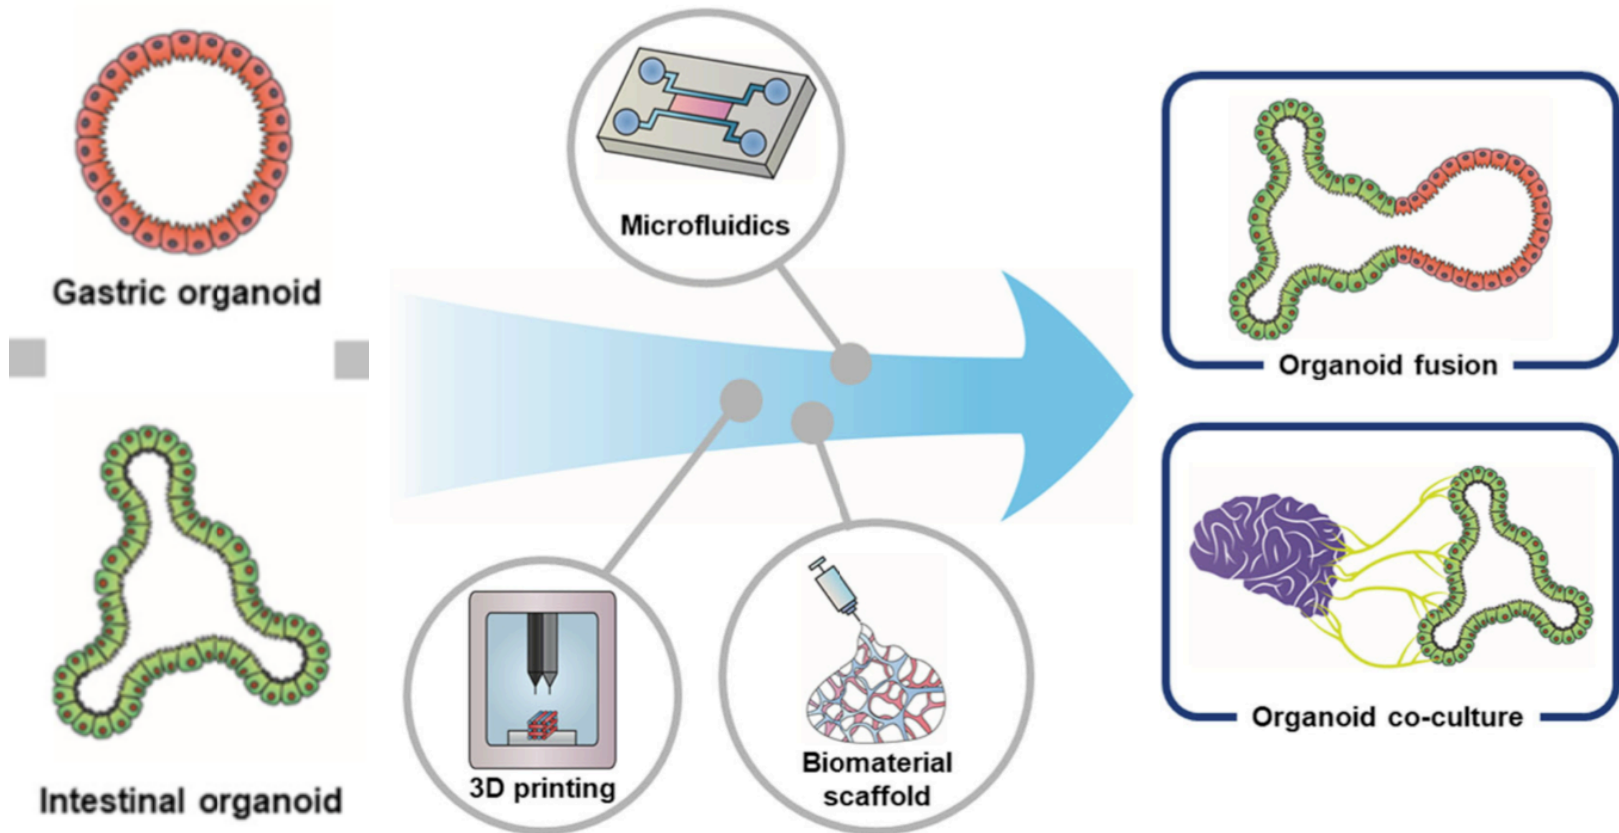 Microfluidics
Gastric organoid
Organoid fusion
Organoid co-culture
Biomaterial
scaffold
3D printing
Intestinal organoid